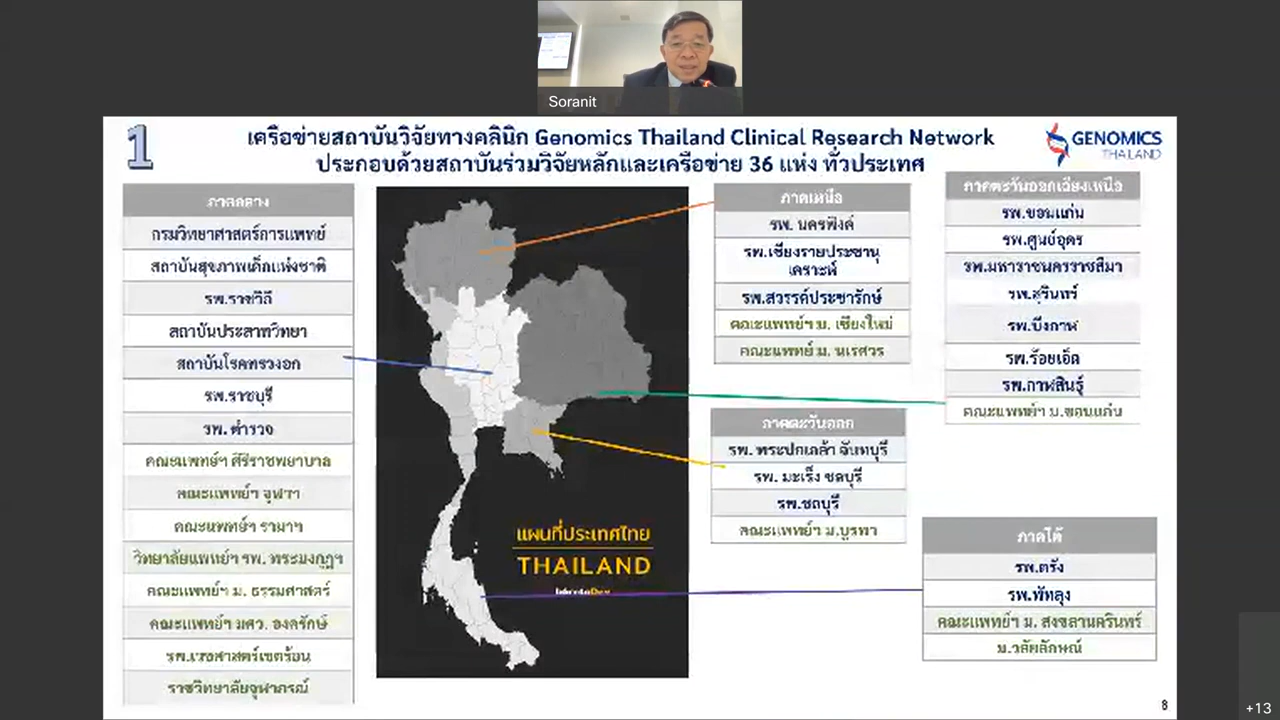 Soranit
1
เครือข่ายสถาบันวิจัยทางคลินิก Genomics Thailand Clinical Research Network
ประกอบด้วยสถาบันร่วมวิจัยหลักและเครือข่าย 36 แห่ง ทั่วประเทศ
GENOMICS
THAILAND
ภาคกลาง
กรมวิทยาศาสตร์การแพทย์
สถาบันสุขภาพเด็กแห่งชาติ
รพ.ราชวิถี
สถาบันประสาทวิทยา
สถาบันโรคทรวงอก
รพ.ราชบุรี
รพ. ตำรวจ
คณะแพทย์ฯ ศิริราชพยาบาล
คณะแพทย์ฯ จุฬาฯ
คณะแพทย์ฯ รามาฯ
วิทยาลัยแพทย์ฯ รพ. พระมงกุฎฯ
คณะแพทย์ฯ ม. ธรรมศาสตร์
คณะแพทย์ฯ มศว. องครักษ์
รพ.เวชศาสตร์เขตร้อน
ราชวิทยาลัยจุฬาภรณ์
แผนที่ประเทศไทย
THAILAND
ภาคเหนือ
รพ. นครพิงค์
รพ.เชียงรายประชานุ
เคราะห์
รพ.สวรรค์ประชารักษ์
คณะแพทย์ฯ ม. เชียงใหม่
คณะแพทย์ ม. นเรศวร
ภาคตะวันออก
รพ. พระปกเกล้า จันทบุรี
รพ. มะเร็ง ชลบุรี
รพ.ชลบุรี
คณะแพทย์ฯ ม.บูรพา
ภาคตะวันออกเฉียงเหนือ
รพ.ขอนแก่น
รพ.ศูนย์อุดร
รพ.มหาราชนครราชสีมา
รพ.สุรินทร์
รพ.บึงกาฬ
รพ.ร้อยเอ็ด
รพ.กาฬสินธุ์
คณะแพทย์ฯ ม.ขอนแก่น
ภาคใต้
รพ.ตรัง
รพ.พัทลุง
คณะแพทย์ฯ ม. สงขลานครินทร์
ม.วลัยลักษณ์
8
+13